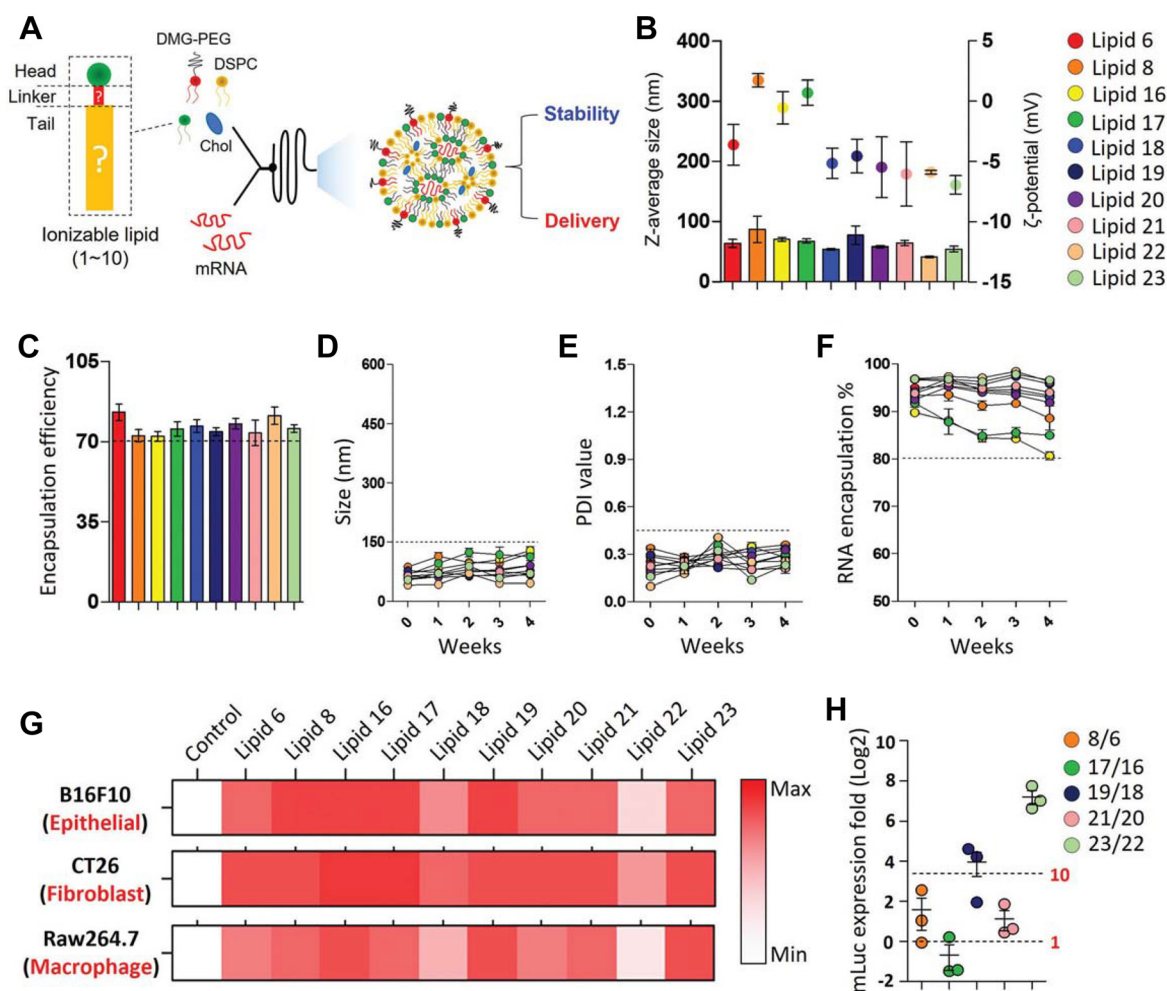 A
DMG-PEG
DSPC
Head
Linker
Tail
?
?
Chol
Ionizable lipid
(1~10)
mRNA
Stability
Delivery
B
Z-average size (nm)
400
300
200
100
0
5
0
-5
-10
-15
ζ-potential (mV)
Lipid 6
Lipid 8
Lipid 16
Lipid 17
Lipid 18
Lipid 19
Lipid 20
Lipid 21
Lipid 22
Lipid 23
C
Encapsulation efficiency
105
70
35
0
D
Size (nm)
600
450
300
150
0
0 1 2 3 4
Weeks
E
PDI value
1.5
1.2
0.9
0.6
0.3
0.0
0 1 2 3 4
Weeks
F
RNA encapsulation %
100
90
80
70
60
50
0 1 2 3 4
Weeks
G
Control Lipid 6 Lipid 8 Lipid 16 Lipid 17 Lipid 18 Lipid 19 Lipid 20 Lipid 21 Lipid 22 Lipid 23
B16F10
(Epithelial)
CT26
(Fibroblast)
Raw264.7
(Macrophage)
Max
Min
H
mLuc expression fold (Log2)
10
8
6
4
2
0
-2
10
1
8/6
17/16
19/18
21/20
23/22